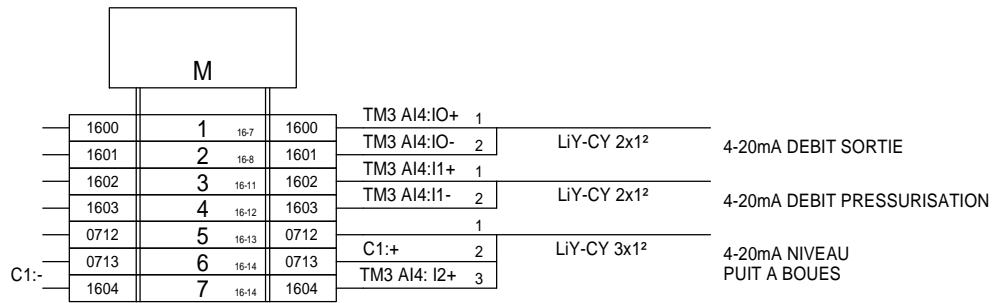 M
TM3 AI4:IO+ 1
1600 1 16-7 1600
TM3 AI4:IO- 2 LiY-CY 2x1² 4-20mA DEBIT SORTIE
1601 2 16-8 1601
TM3 AI4:I1+ 1
1602 3 16-11 1602
TM3 AI4:I1- 2 LiY-CY 2x1² 4-20mA DEBIT PRESSURISATION
1603 4 16-12 1603
1
0712 5 16-13 0712
C1:+ 2 LiY-CY 3x1² 4-20mA NIVEAU
0713 6 16-14 0713
C1:- TM3 AI4: I2+ 3 PUIT A BOUES
1604 7 16-14 1604